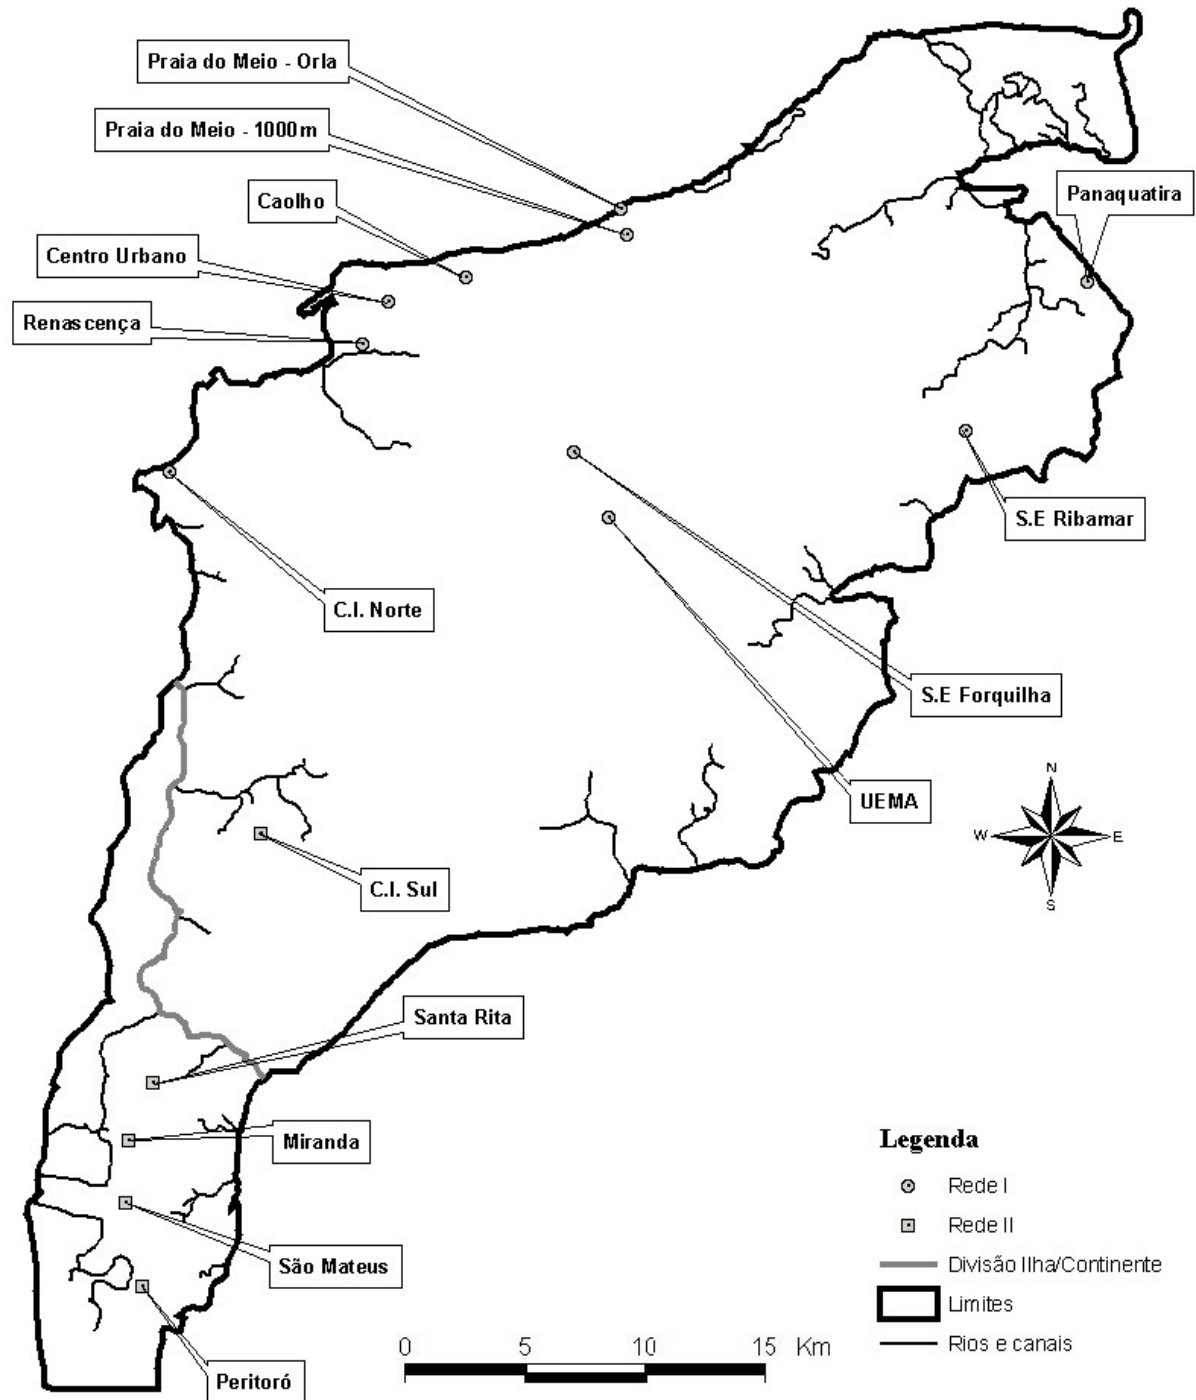 Praia do Meio - Orla
Praia do Meio - 1000m
Caolho
Panaquatira
Centro Urbano
Renascença
S.E Ribamar
C.I. Norte
S.E Forquilha
UEMA
N
W
E
S
C.I. Sul
Santa Rita
Miranda
São Mateus
Peritoró
Legenda
Rede I
Rede II
Divisão Ilha/Continente
Limites
Rios e canais
0 5 10 15 Km